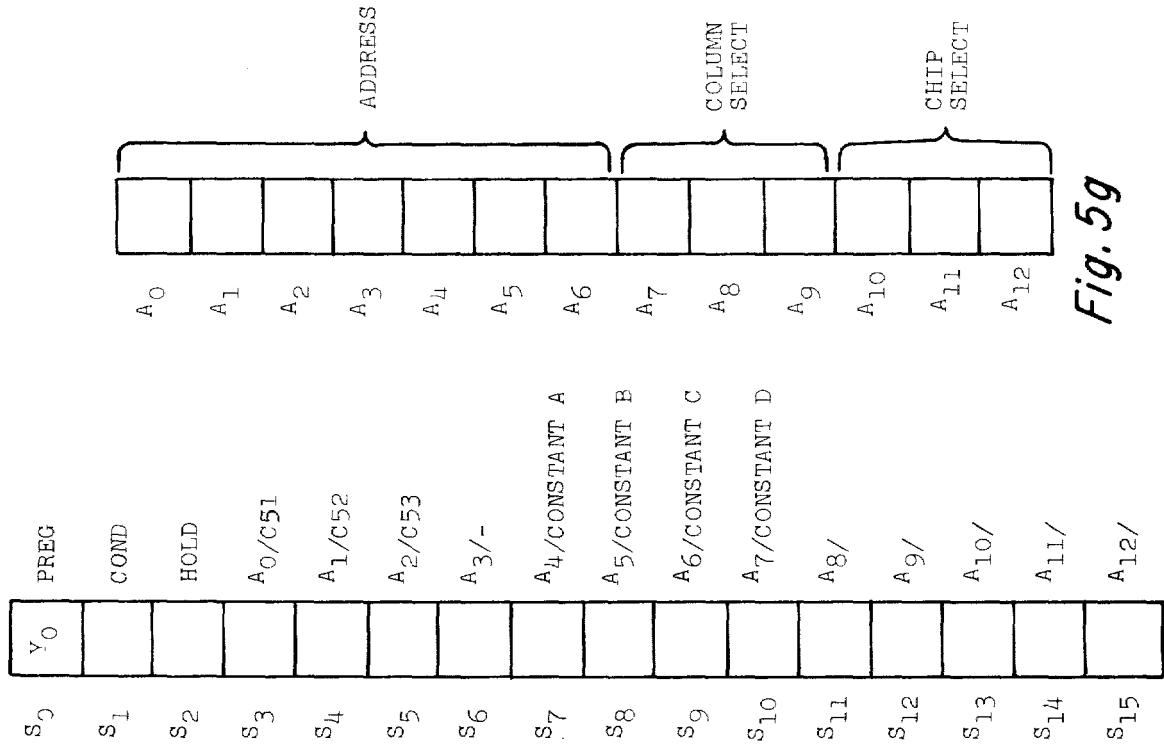 S0 Y0 PREG
S1 COND
S2 HOLD
S3 A0/C51
S4 A1/C52
S5 A2/C53
S6 A3/-
S7 A4/CONSTANT A
S8 A5/CONSTANT B
S9 A6/CONSTANT C
S10 A7/CONSTANT D
S11 A8/
S12 A9/
S13 A10/
S14 A11/
S15 A12/
A0
A1
A2
A3
A4
A5
A6
A7
A8
A9
A10
A11
A12
ADDRESS
COLUMN
SELECT
CHIP
SELECT
Fig. 5g